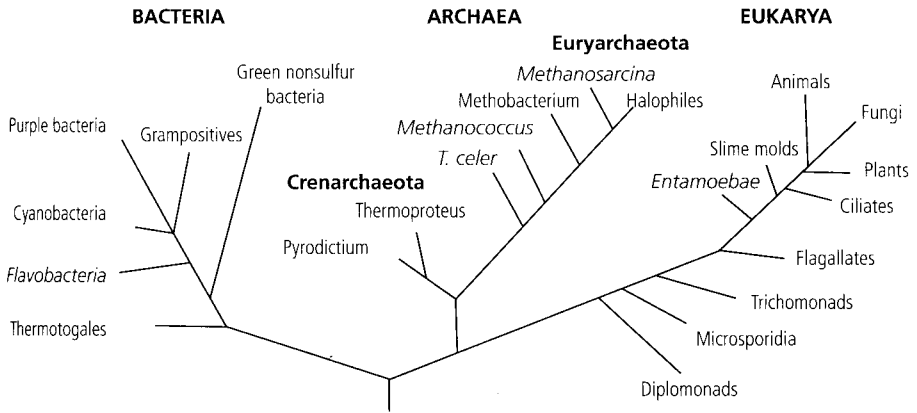 BACTERIA
ARCHAEA
EUKARYA
Euryarchaeota
Green nonsulfur
bacteria
Methanosarcina
Animals
Methobacterium
Halophiles
Fungi
Purple bacteria
Grampositives
Methanococcus
Slime molds
T. celer
Plants
Crenarchaeota
Entamoebae
Cyanobacteria
Thermoproteus
Ciliates
Pyrodictium
Flavobacteria
Flagallates
Trichomonads
Thermotogales
Microsporidia
Diplomonads